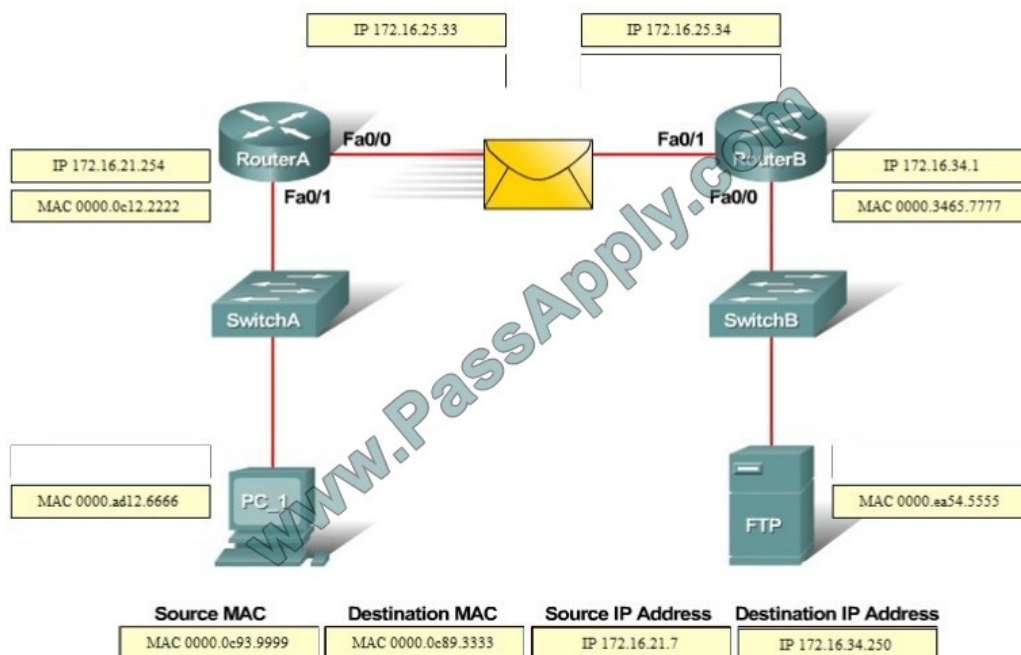 IP 172.16.25.33
IP 172.16.25.34
Fa0/0
Fa0/1
RouterA
RouterB
IP 172.16.21.254
IP 172.16.34.1
Fa0/1
Fa0/0
MAC 0000.0c12.2222
MAC 0000.3465.7777
SwitchA
SwitchB
www.PassApply.com
MAC 0000.ad12.6666
PC_1
FTP
MAC 0000.ea54.5555
Source MAC
Destination MAC
Source IP Address
Destination IP Address
MAC 0000.0c93.9999
MAC 0000.0c89.3333
IP 172.16.21.7
IP 172.16.34.250